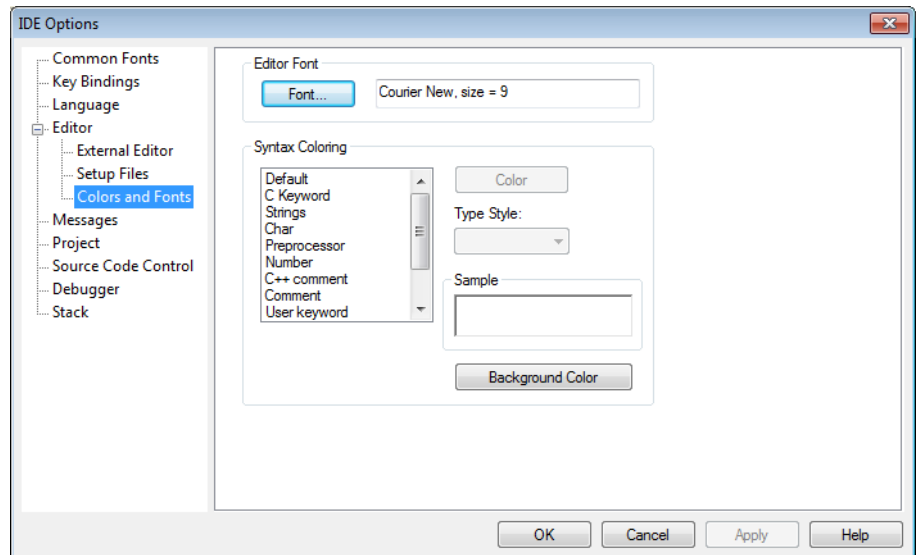 IDE Options
Common Fonts
Key Bindings
Language
Editor
External Editor
Setup Files
Colors and Fonts
Messages
Project
Source Code Control
Debugger
Stack
Editor Font
Font...
Courier New, size = 9
Syntax Coloring
Default
C Keyword
Strings
Char
Preprocessor
Number
C++ comment
Comment
User keyword
Color
Type Style:
Sample
Background Color
OK
Cancel
Apply
Help